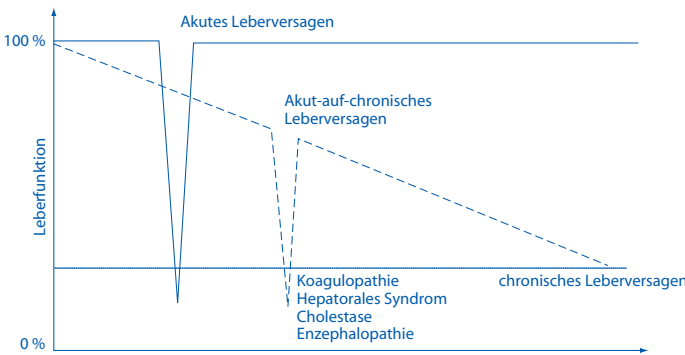 Akutes Leberversagen
100 %
Akut-auf-chronisches
Leberversagen
Leberfunktion
Koagulopathie
Hepatorales Syndrom
Cholestase
Enzephalopathie
chronisches Leberversagen
0 %